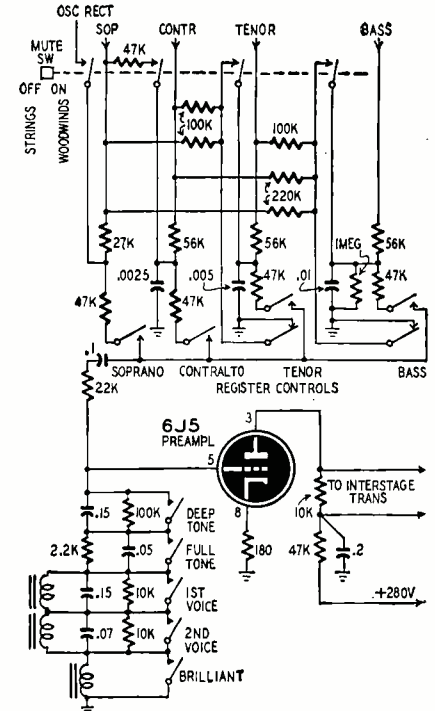 OSC RECT
SOP
CONTR
TENOR
BASS
47K
MUTE
SW
OFF ON
STRINGS
WOODWINDS
100K
100K
220K
27K
56K
56K
1MEG
56K
.0025
.005
47K
.01
47K
47K
47K
.1
SOPRANO
CONTRALTO
TENOR
BASS
REGISTER CONTROLS
22K
6J5
PREAMPL
3
5
8
TO INTERSTAGE
TRANS
10K
.15
100K
DEEP
TONE
180
47K
.2
2.2K
.05
FULL
TONE
+280V
.15
10K
1ST
VOICE
.07
10K
2ND
VOICE
BRILLIANT